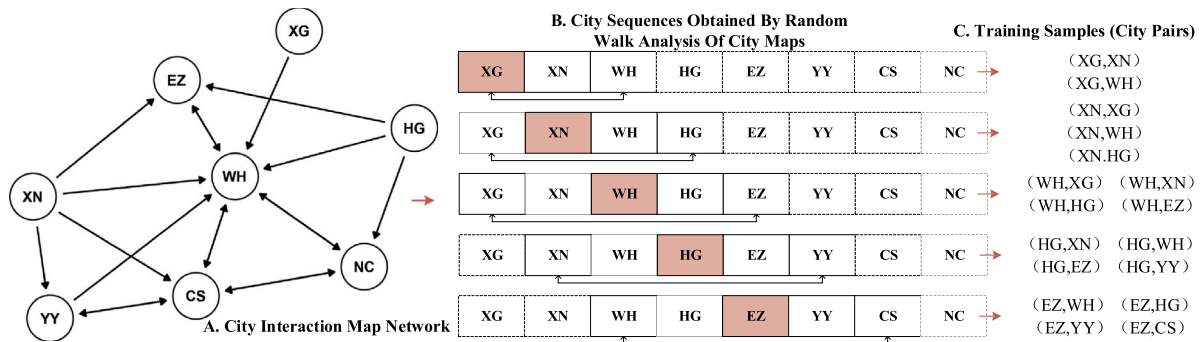 XG
EZ
HG
WH
XN
NC
CS
YY
A. City Interaction Map Network
B. City Sequences Obtained By Random
Walk Analysis Of City Maps
XG XN WH HG EZ YY CS NC
XG XN WH HG EZ YY CS NC
XG XN WH HG EZ YY CS NC
XG XN WH HG EZ YY CS NC
XG XN WH HG EZ YY CS NC
C. Training Samples (City Pairs)
（XG,XN）
（XG,WH）
（XN,XG）
（XN,WH）
（XN.HG）
（WH,XG） （WH,XN）
（WH,HG） （WH,EZ）
（HG,XN） （HG,WH）
（HG,EZ） （HG,YY）
（EZ,WH） （EZ,HG）
（EZ,YY） （EZ,CS）